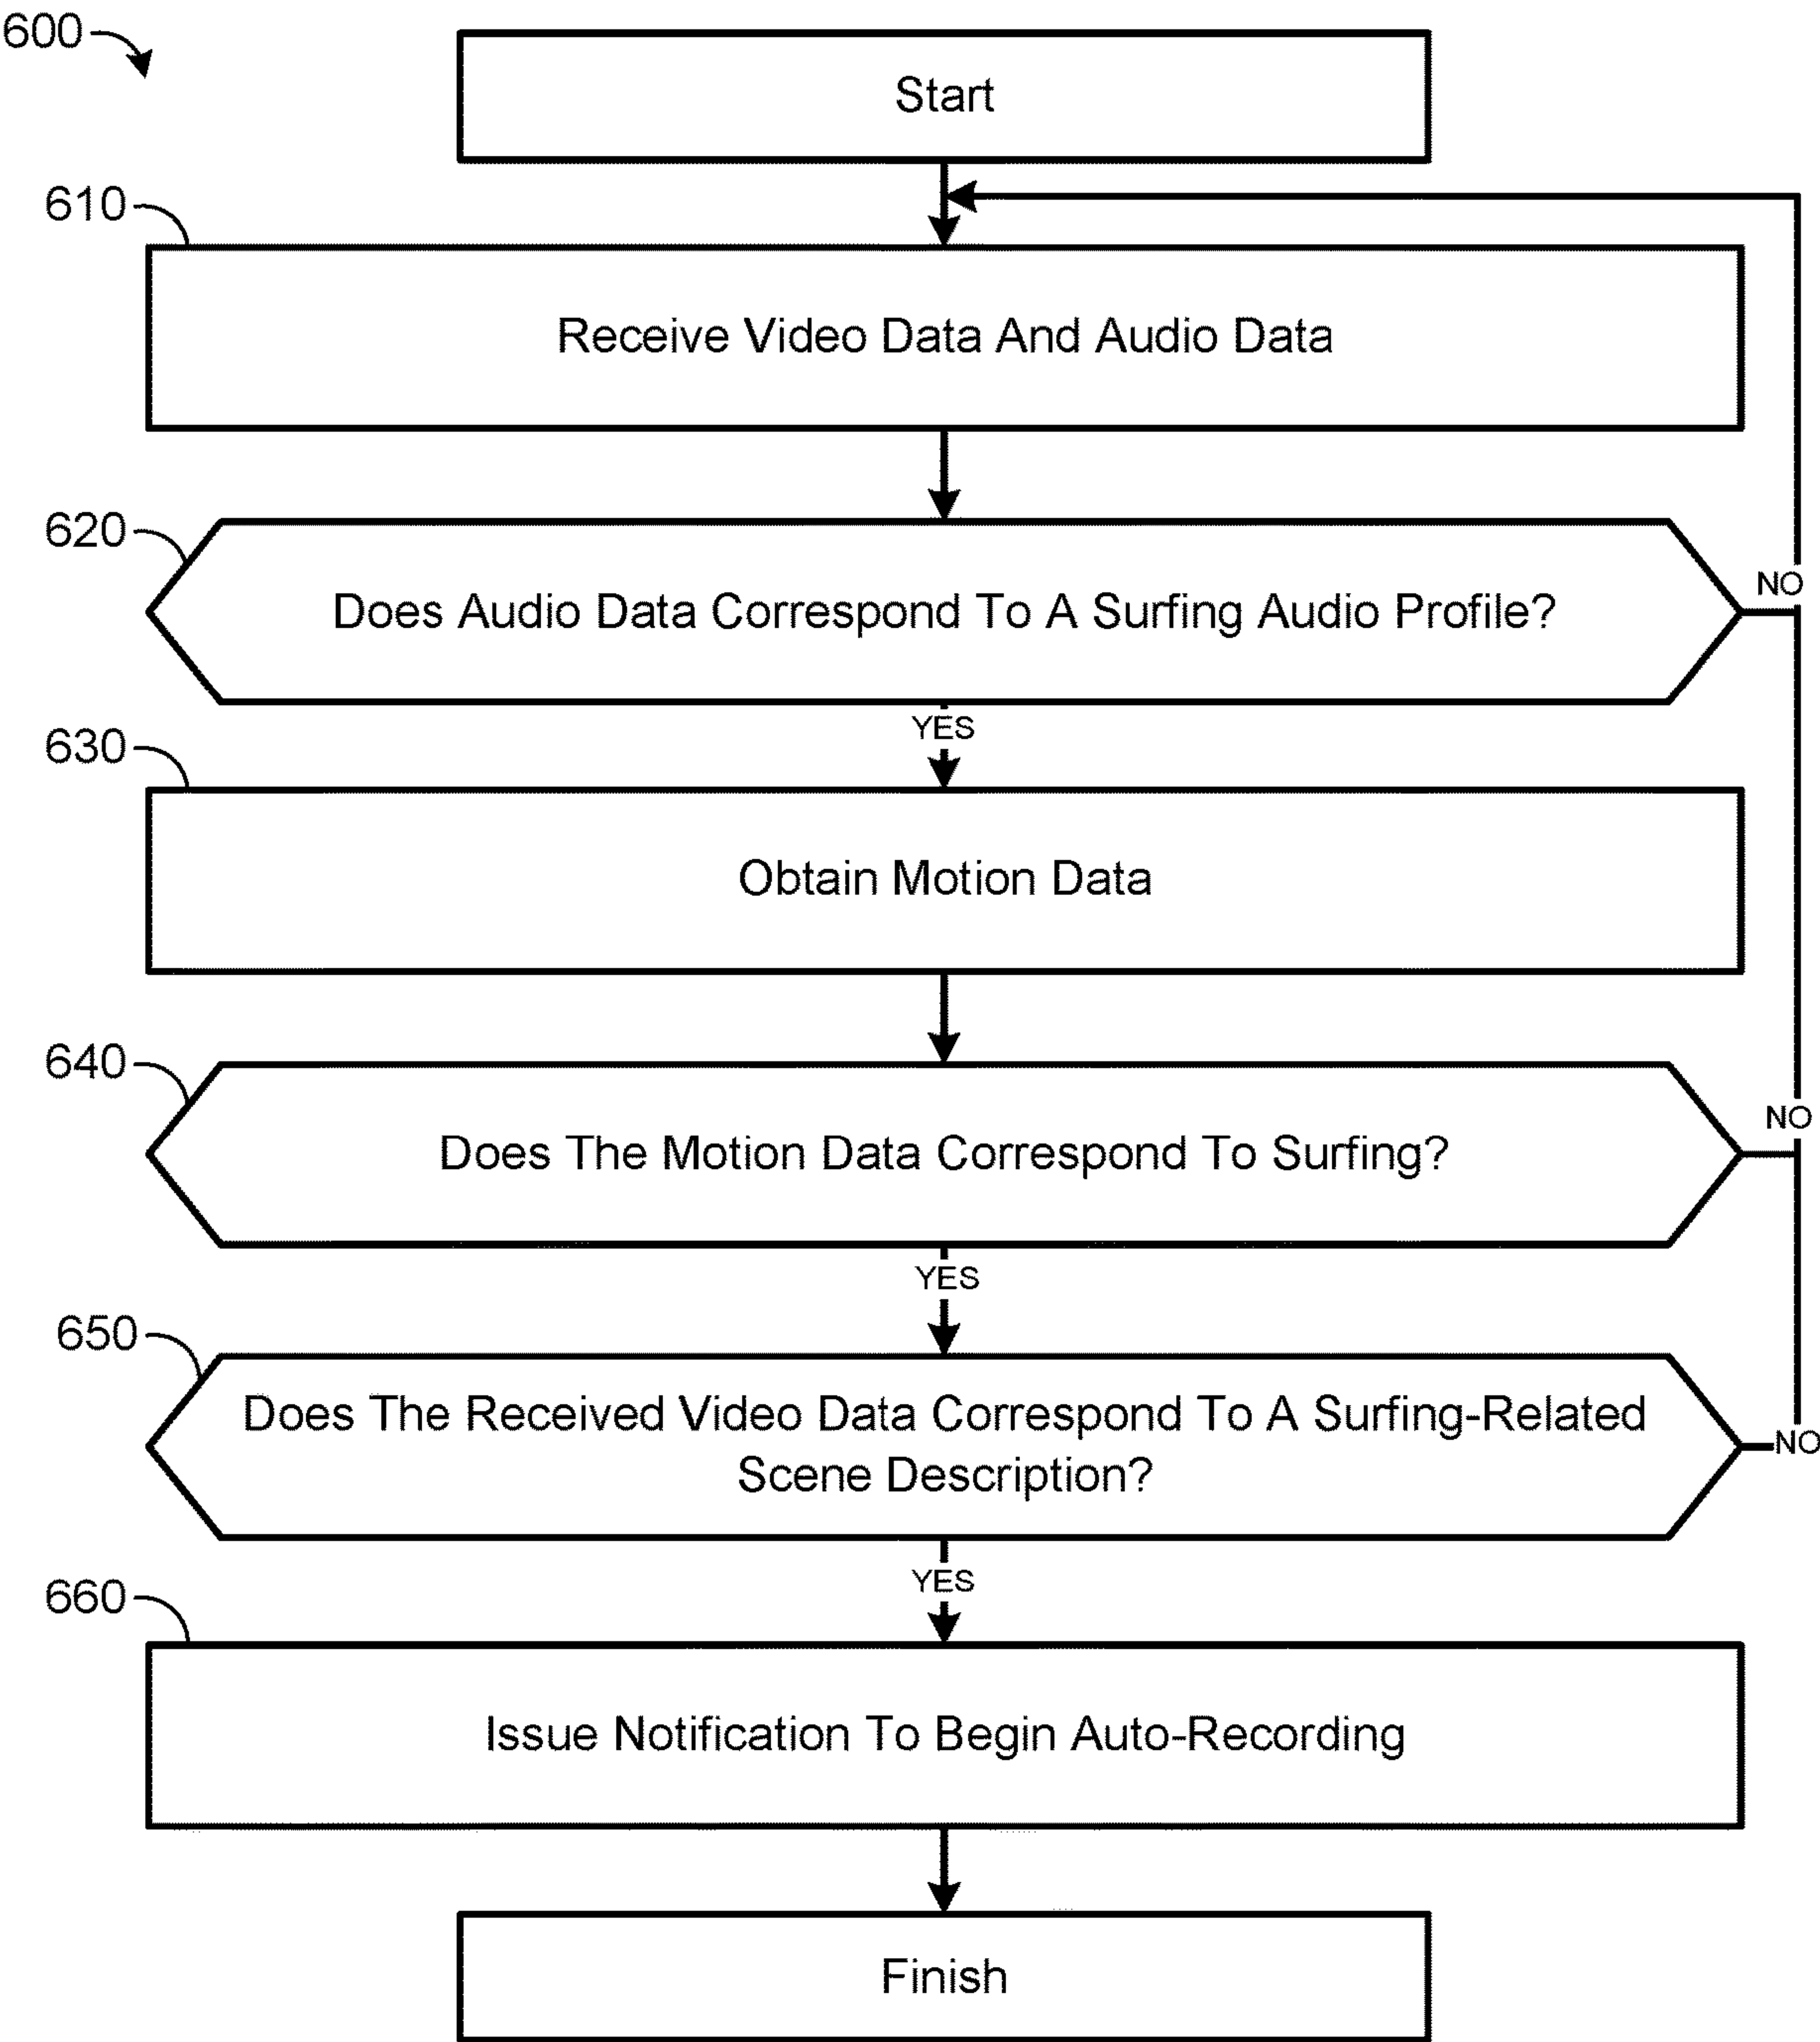 600
Start
610
Receive Video Data And Audio Data
620
Does Audio Data Correspond To A Surfing Audio Profile?
NO
YES
630
Obtain Motion Data
640
Does The Motion Data Correspond To Surfing?
NO
YES
650
Does The Received Video Data Correspond To A Surfing-Related
Scene Description?
NO
YES
660
Issue Notification To Begin Auto-Recording
Finish